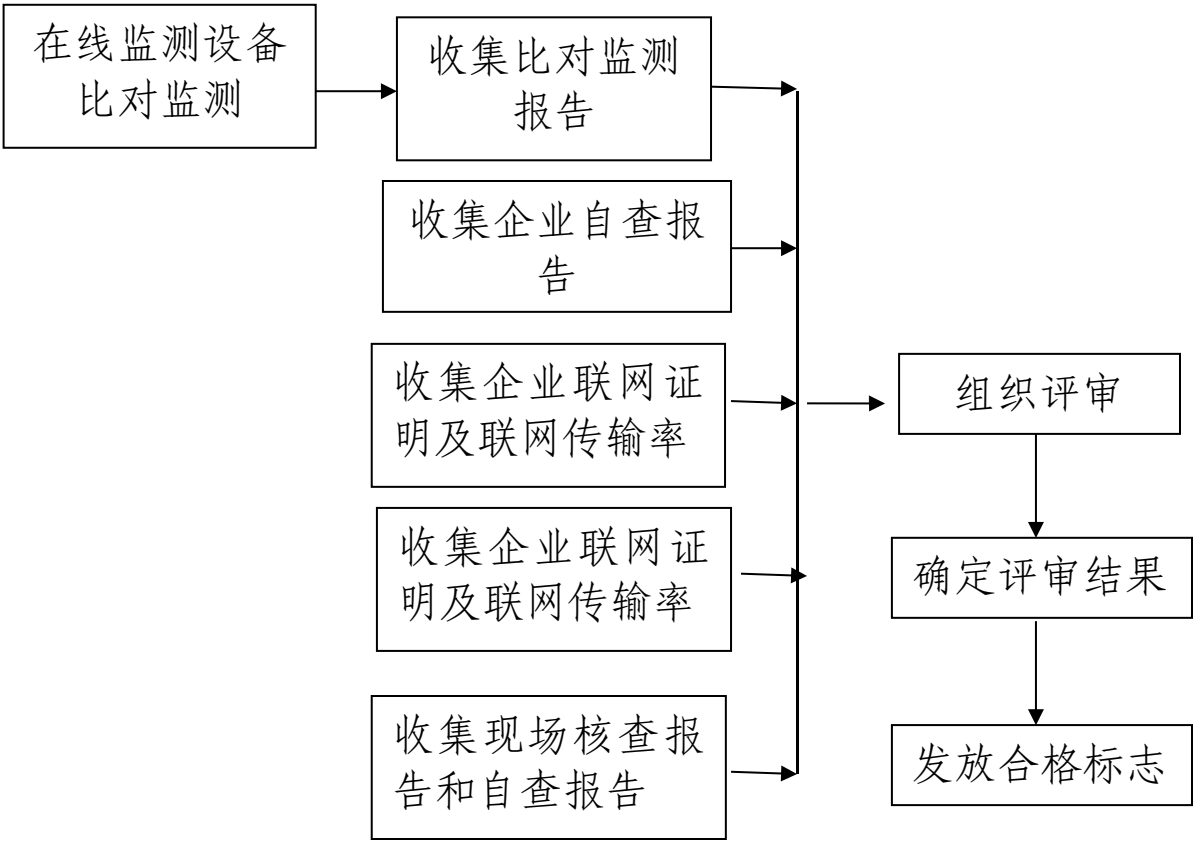 在线监测设备
比对监测
收集比对监测
报告
收集企业自查报
告
收集企业联网证
明及联网传输率
收集企业联网证
明及联网传输率
收集现场核查报
告和自查报告
组织评审
确定评审结果
发放合格标志